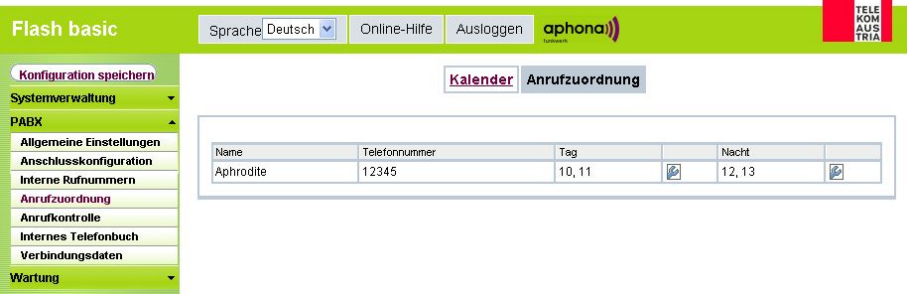 Flash basic
Sprache Deutsch Online-Hilfe Ausloggen aphona
funkwerk
TELE
KOM
AUS
TRIA
Konfiguration speichern
Systemverwaltung
PABX
Allgemeine Einstellungen
Anschlusskonfiguration
Interne Rufnummern
Anrufzuordnung
Anrufkontrolle
Internes Telefonbuch
Verbindungsdaten
Wartung
Kalender Anrufzuordnung
Name Telefonnummer Tag Nacht
Aphrodite 12345 10, 11 12, 13